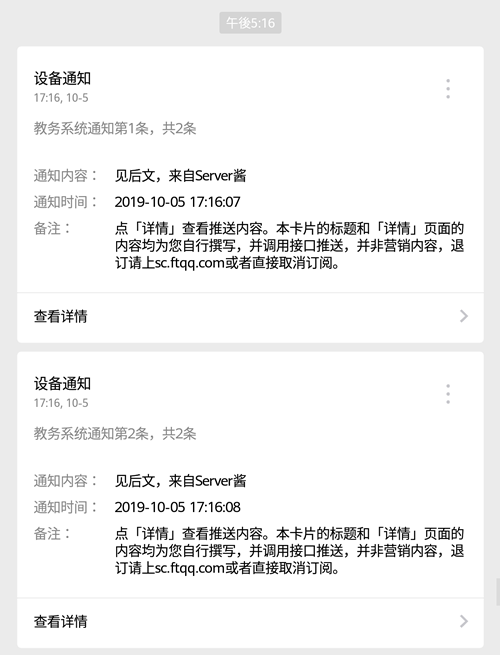 午後5:16
设备通知
17:16, 10-5
教务系统通知第1条，共2条
通知内容： 见后文，来自Server酱
通知时间： 2019-10-05 17:16:07
备注： 点「详情」查看推送内容。本卡片的标题和「详情」页面的
内容均为您自行撰写，并调用接口推送，并非营销内容，退
订请上sc.ftqq.com或者直接取消订阅。
查看详情
设备通知
17:16, 10-5
教务系统通知第2条，共2条
通知内容： 见后文，来自Server酱
通知时间： 2019-10-05 17:16:08
备注： 点「详情」查看推送内容。本卡片的标题和「详情」页面的
内容均为您自行撰写，并调用接口推送，并非营销内容，退
订请上sc.ftqq.com或者直接取消订阅。
查看详情